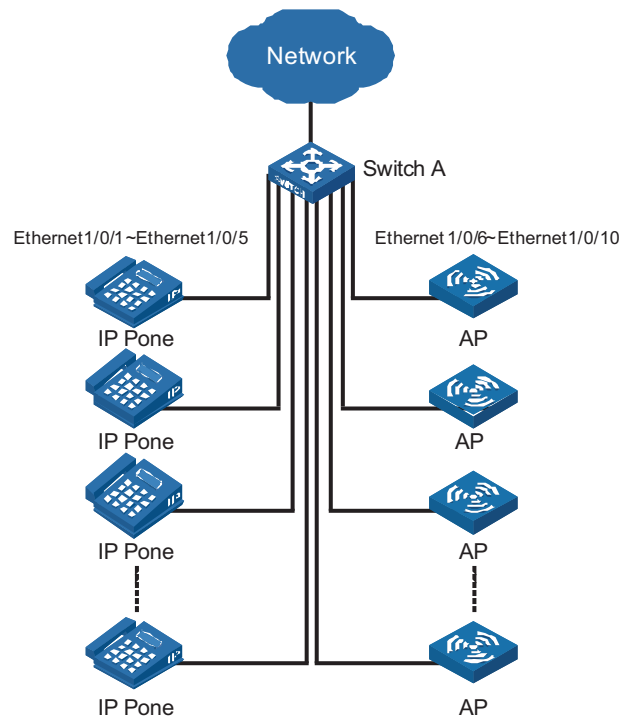 Network
SWITCH
Switch A
Ethernet1/0/1~Ethernet1/0/5
Ethernet 1/0/6~Ethernet1/0/10
IP Pone
AP
IP Pone
AP
IP Pone
AP
IP Pone
AP